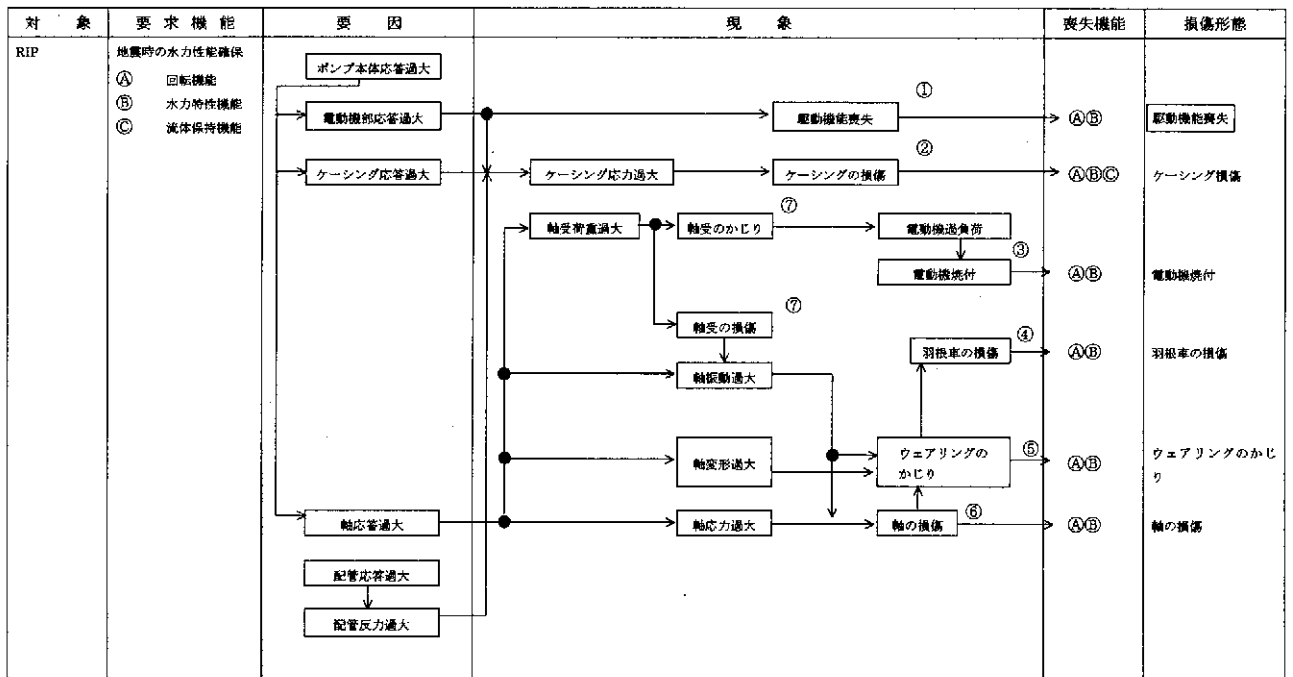 対 象
要 求 機 能
要 因
現 象
喪失機能
損傷形態
RIP
地震時の水力性能確保
Ⓐ 回転機能
Ⓑ 水力特性機能
Ⓒ 流体保持機能
ポンプ本体応答過大
電動機部応答過大
駆動機能喪失
①
ⒶⒷ
駆動機能喪失
ケーシング応答過大
ケーシング応力過大
ケーシングの損傷
②
ⒶⒷⒸ
ケーシング損傷
軸受荷重過大
軸受のかじり
⑦
電動機過負荷
電動機焼付
③
ⒶⒷ
電動機焼付
軸受の損傷
⑦
羽根車の損傷
④
ⒶⒷ
羽根車の損傷
軸振動過大
軸変形過大
ウェアリングの
かじり
⑤
ⒶⒷ
ウェアリングのかじ
り
軸応答過大
軸応力過大
軸の損傷
⑥
ⒶⒷ
軸の損傷
配管応答過大
配管反力過大